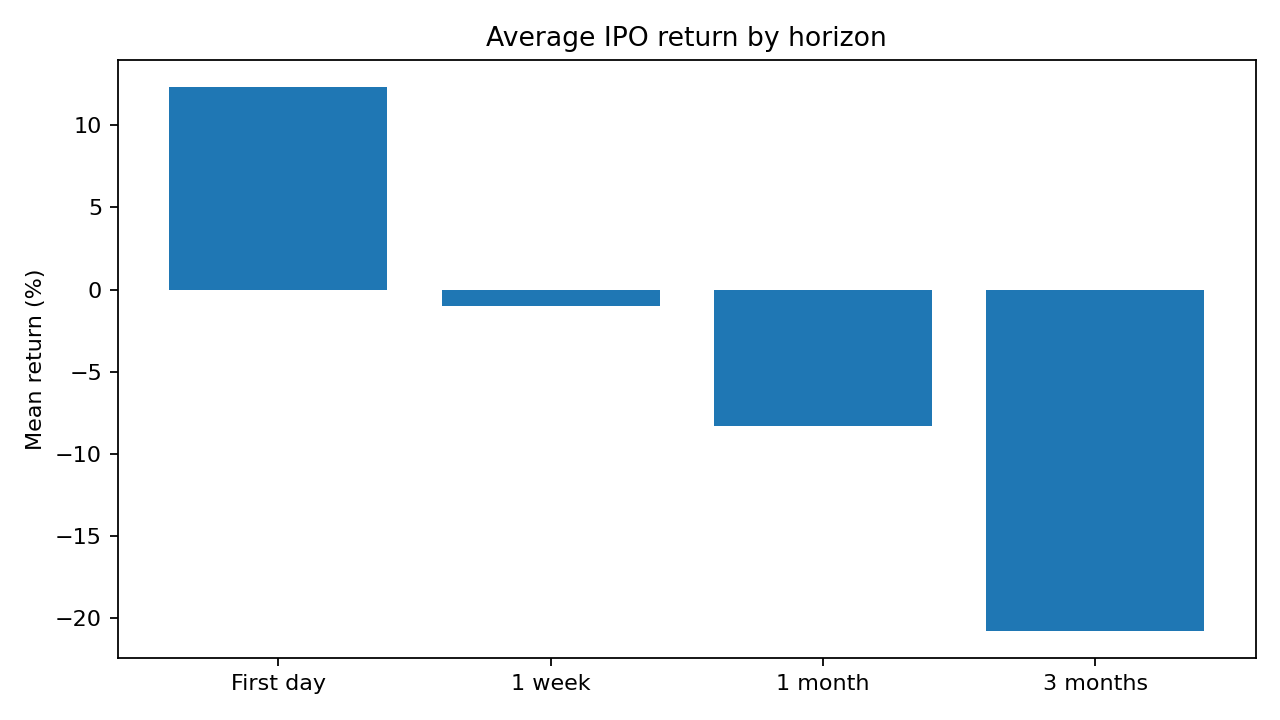 Average IPO return by horizon
Mean return (%)
10
5
0
−5
−10
−15
−20
First day
1 week
1 month
3 months